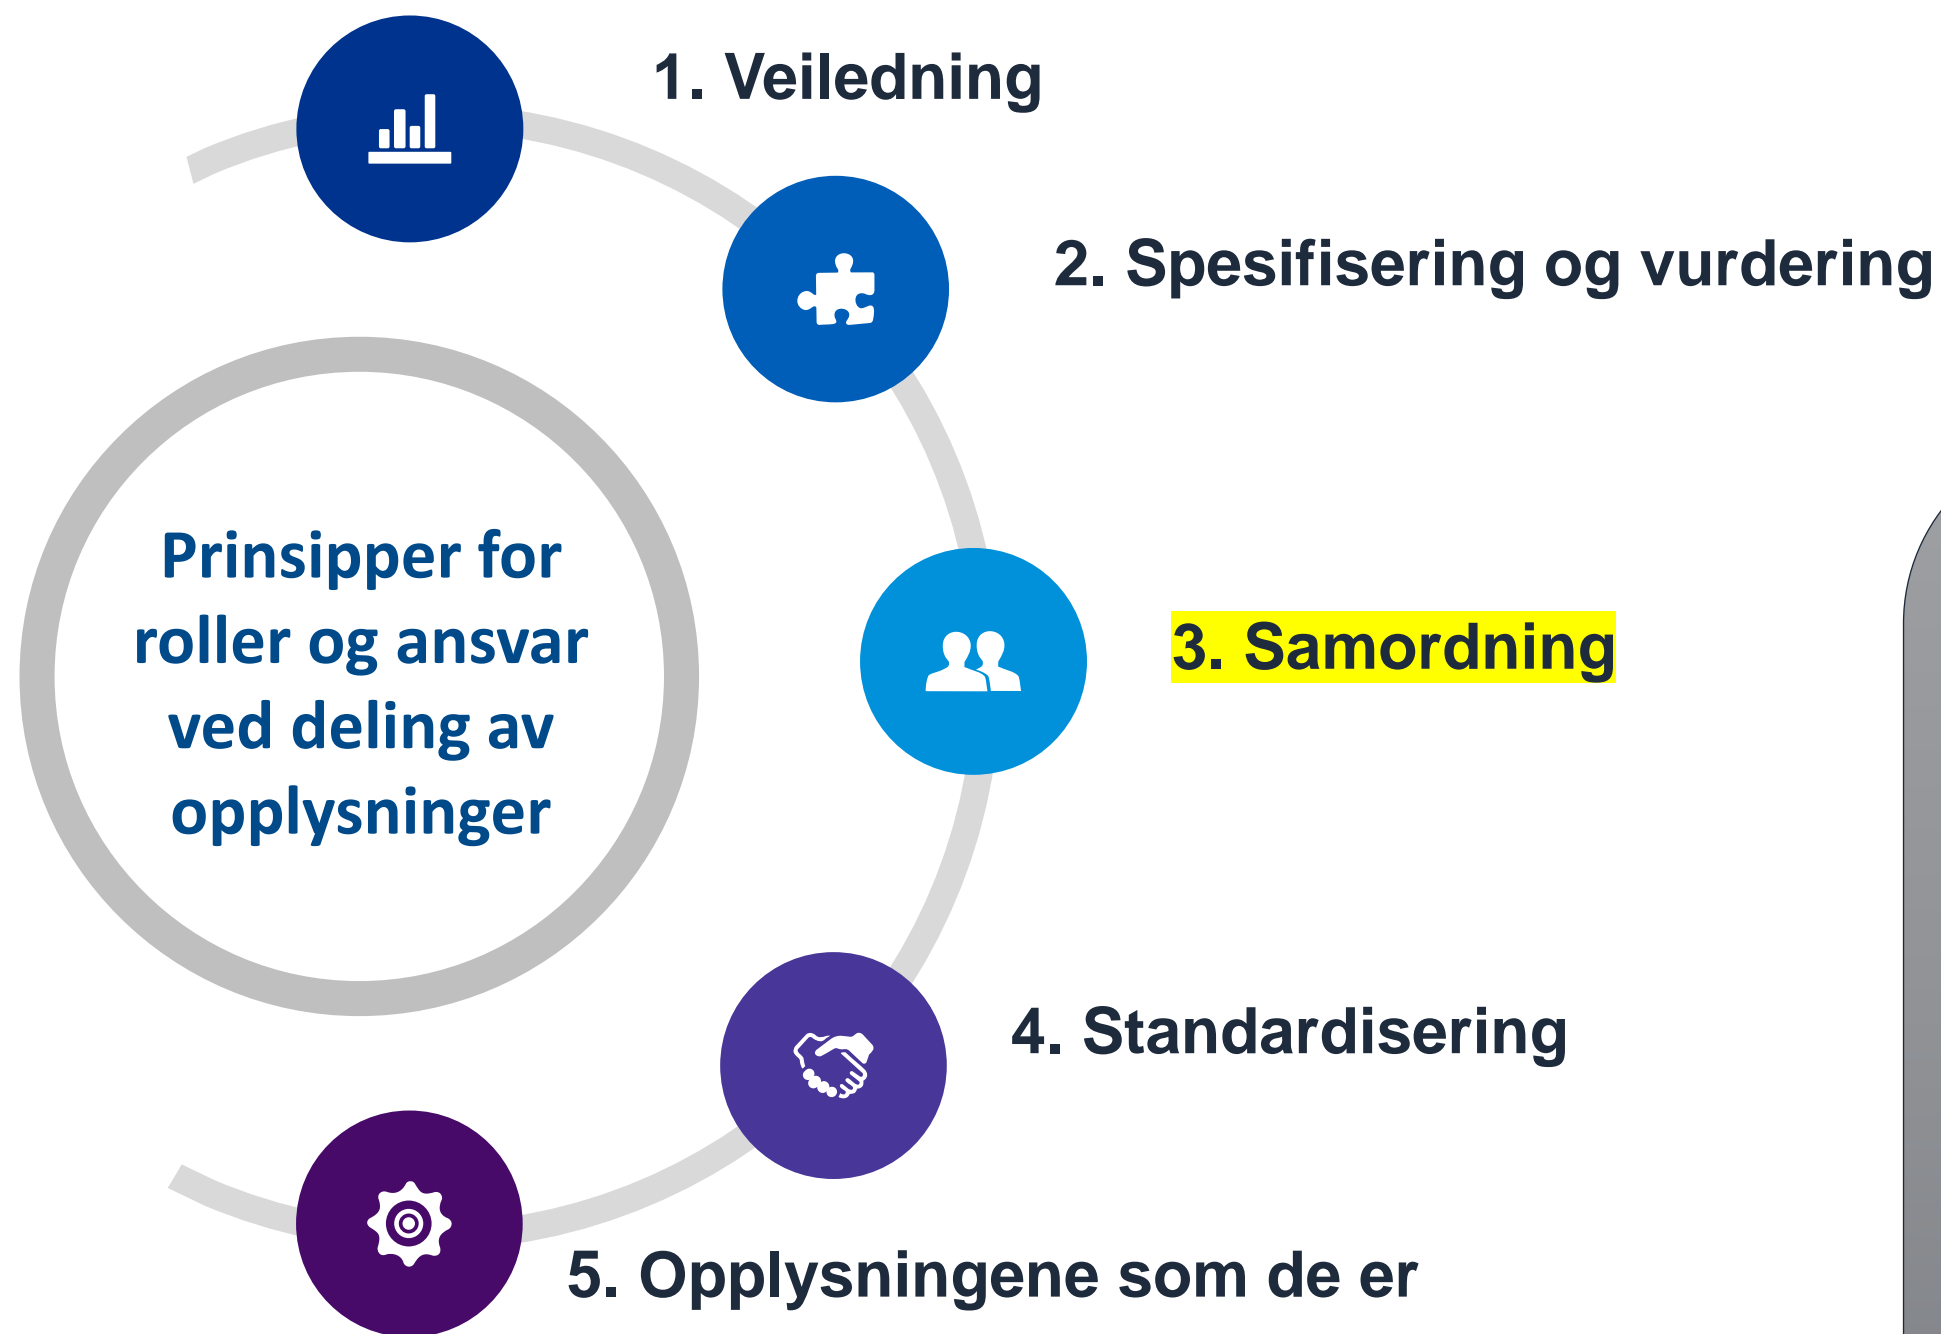 1. Veiledning
2. Spesifisering og vurdering
Prinsipper for
roller og ansvar
ved deling av
opplysninger
3. Samordning
4. Standardisering
5. Opplysningene som de er